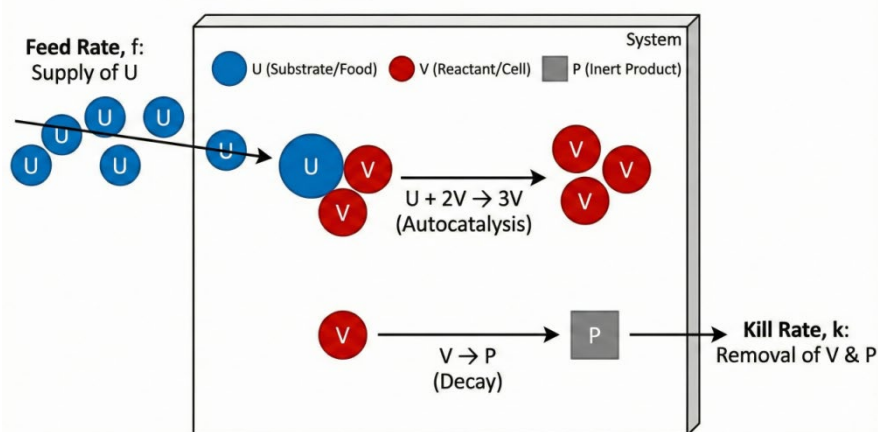 Feed Rate, f:
Supply of U
System
U (Substrate/Food)
V (Reactant/Cell)
P (Inert Product)
U
U
U
U
U
U
U
V
V
U + 2V → 3V
(Autocatalysis)
V
V
V
V
V → P
(Decay)
P
Kill Rate, k:
Removal of V & P